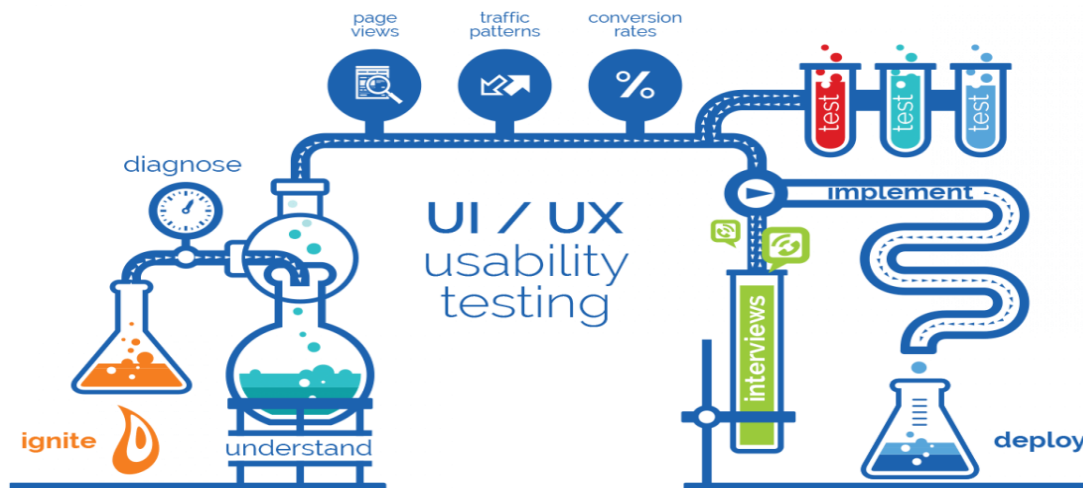 page
views
traffic
patterns
conversion
rates
diagnose
UI / UX
usability
testing
test
test
test
implement
interviews
ignite
understand
deploy